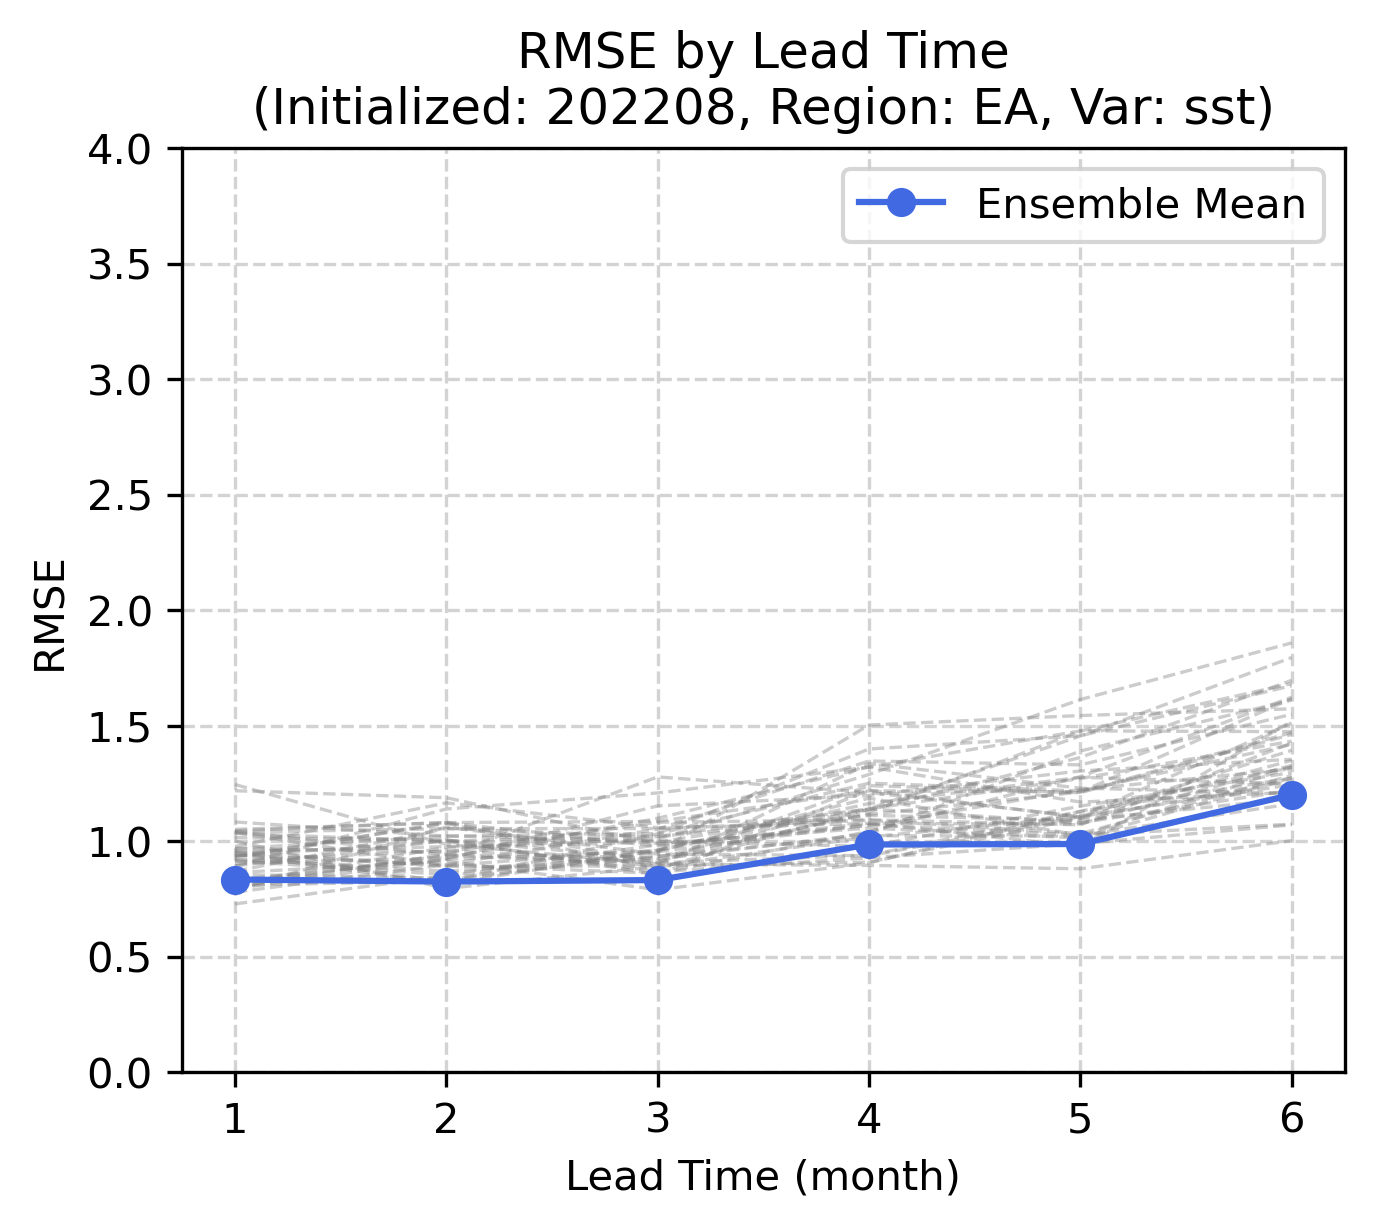 RMSE by Lead Time
(Initialized: 202208, Region: EA, Var: sst)
Ensemble Mean
RMSE
4.0
3.5
3.0
2.5
2.0
1.5
1.0
0.5
0.0
1 2 3 4 5 6
Lead Time (month)